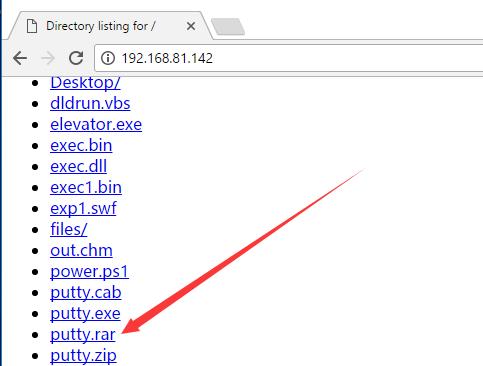 Directory listing for /
192.168.81.142
Desktop/
dldrun.vbs
elevator.exe
exec.bin
exec.dll
exec1.bin
exp1.swf
files/
out.chm
power.ps1
putty.cab
putty.exe
putty.rar
putty.zip